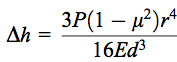 Δh = 3P(1 − μ²)r⁴ / 16Ed³